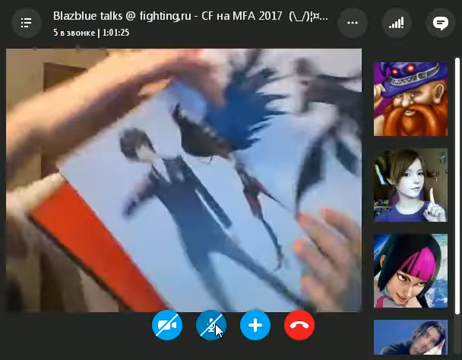 Blazblue talks @ fighting.ru - CF на MFA 2017 (\_/)¦¤...
5 в звонке | 1:01:25